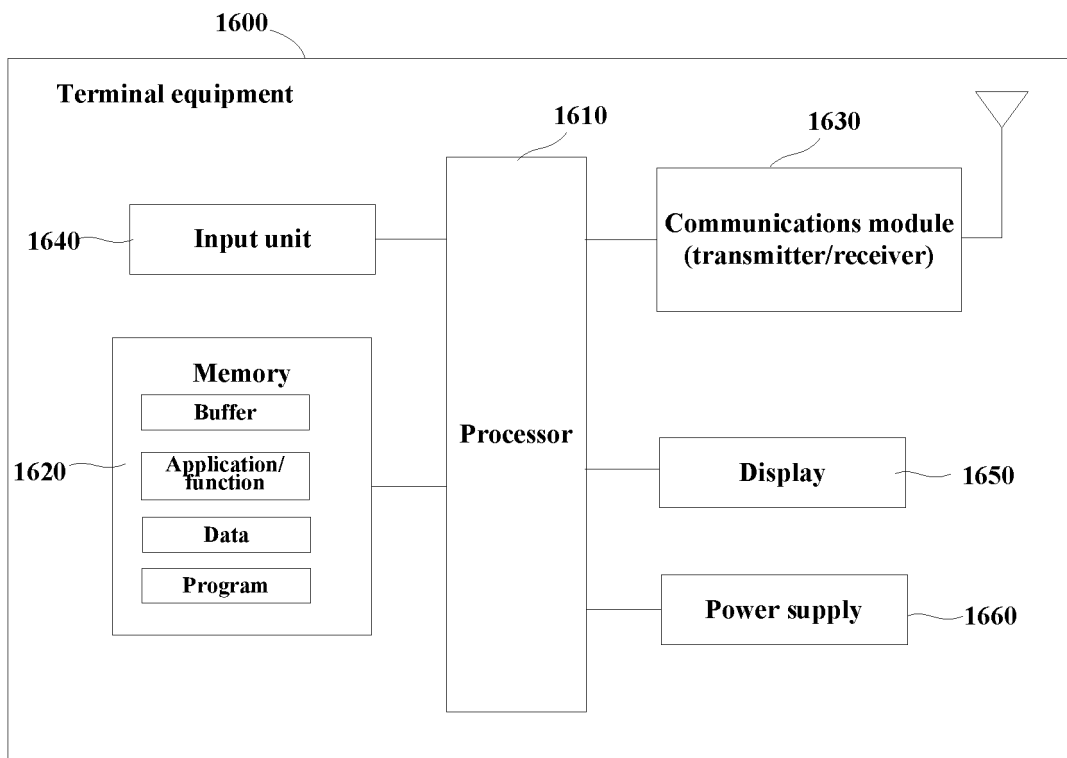 1600
Terminal equipment
1610
1630
Communications module
(transmitter/receiver)
1640
Input unit
Memory
Buffer
1620
Application/
function
Data
Program
Processor
Display
1650
Power supply
1660